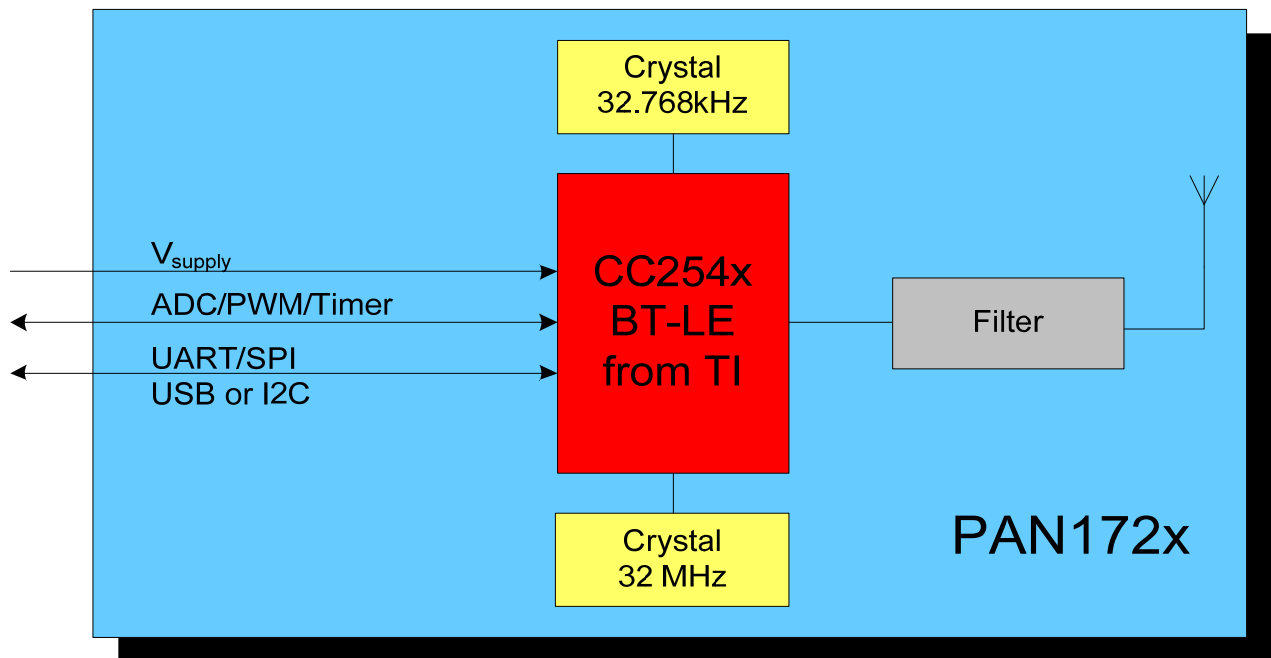 Crystal
32.768kHz
Vsupply
ADC/PWM/Timer
UART/SPI
USB or I2C
CC254x
BT-LE
from TI
Filter
Crystal
32 MHz
PAN172x